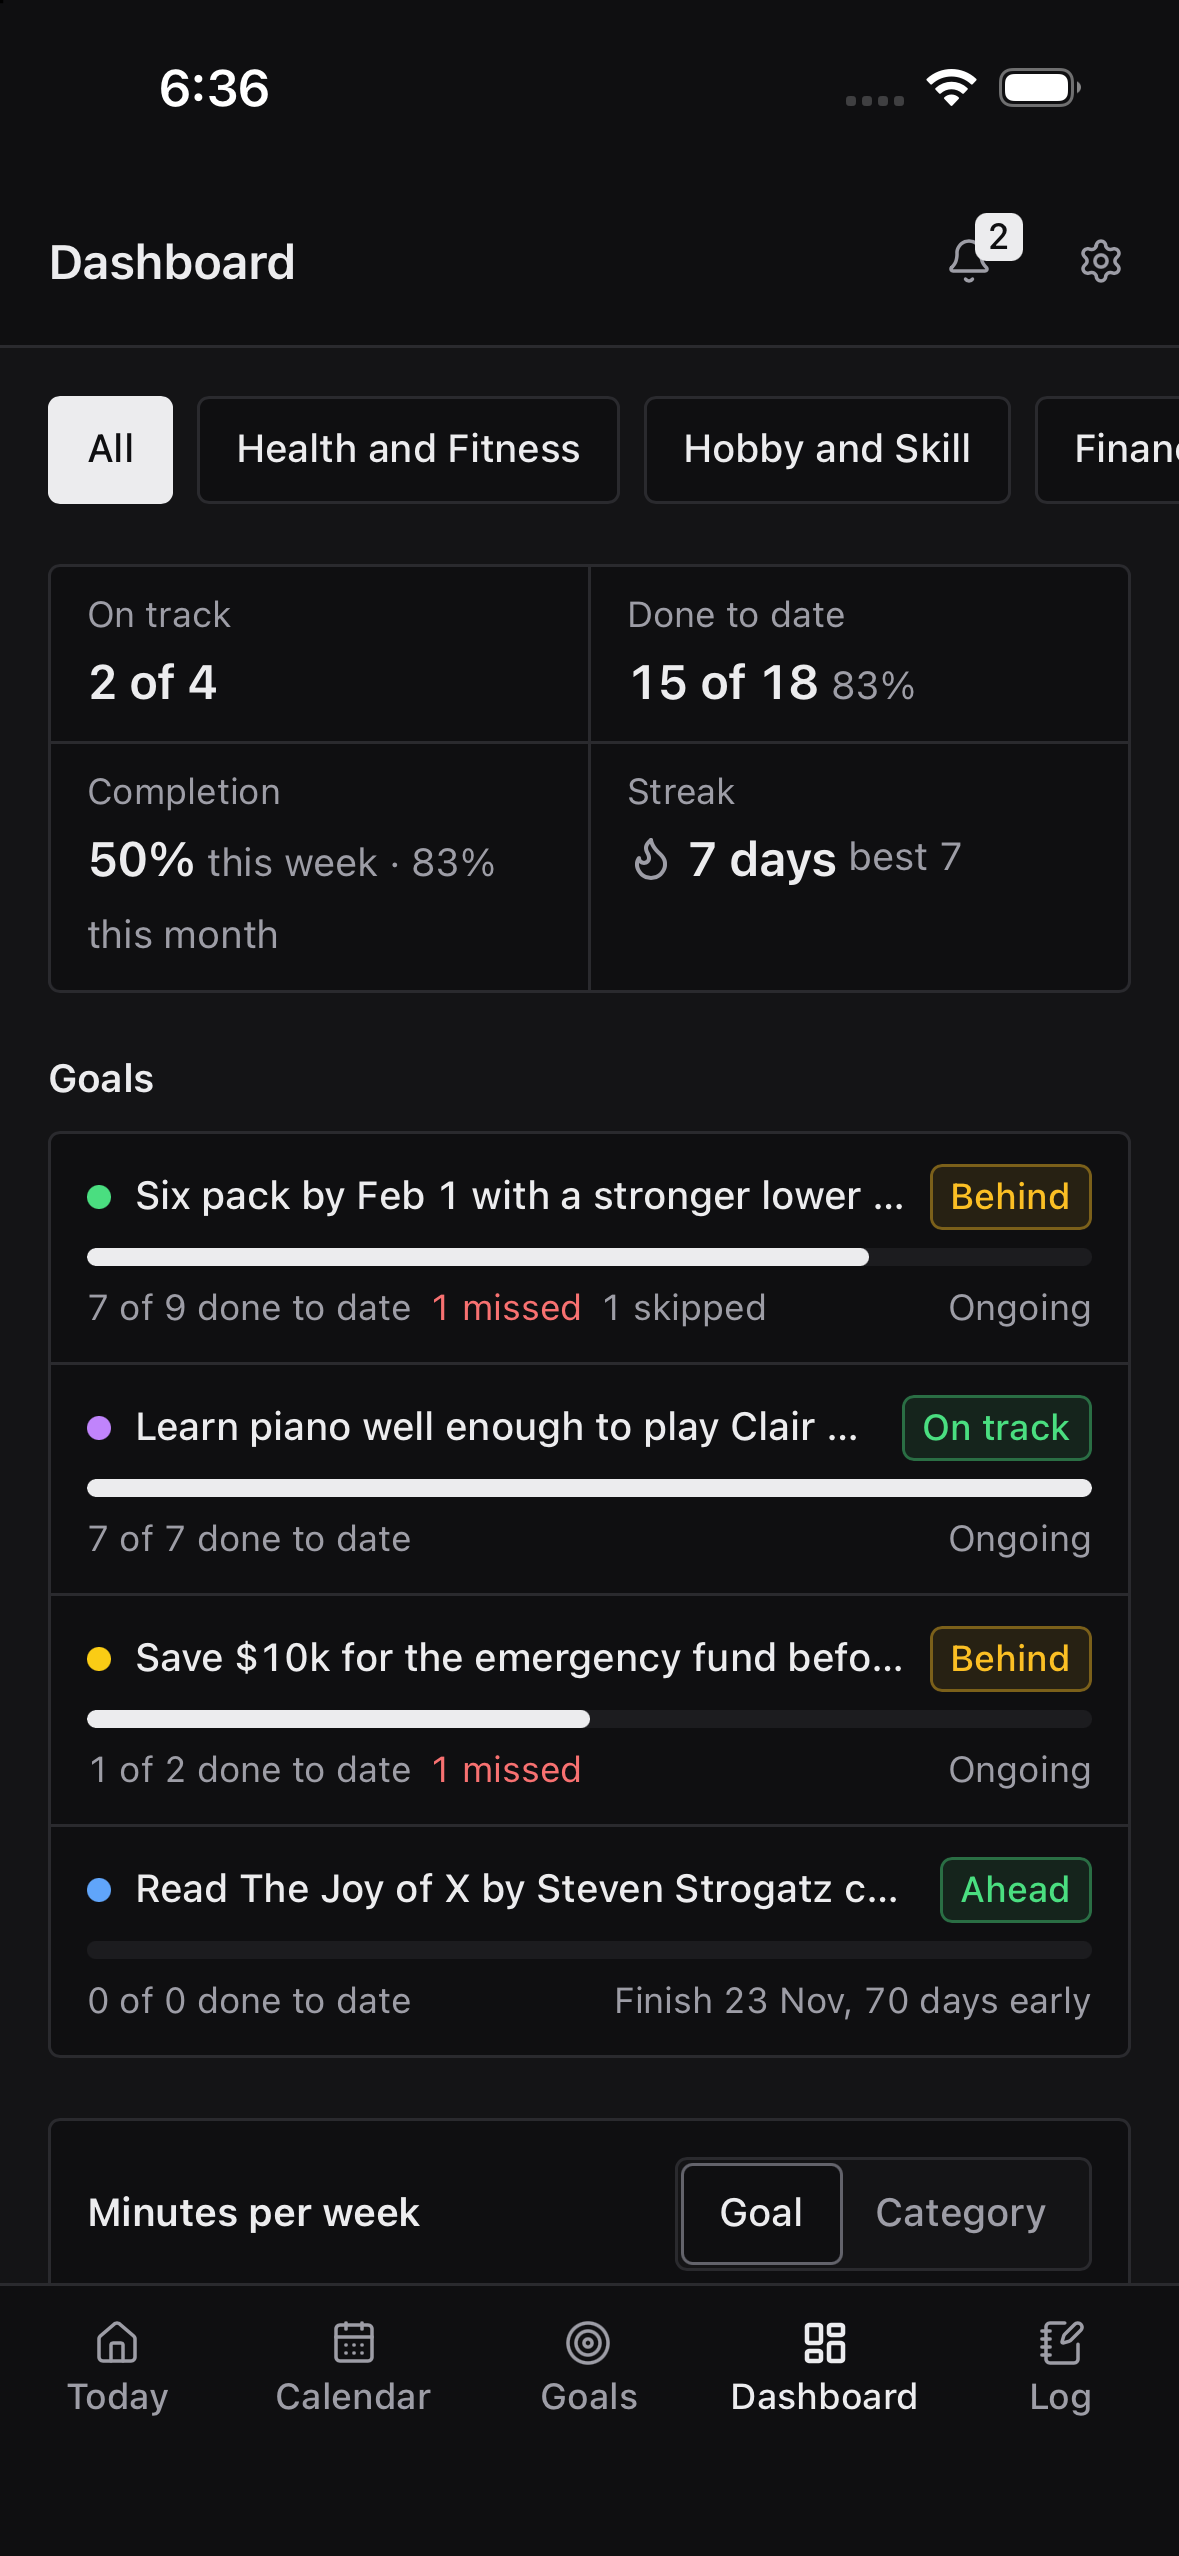 6:36
Dashboard
2
All
Health and Fitness
Hobby and Skill
Financ
On track
2 of 4
Done to date
15 of 18 83%
Completion
50% this week · 83%
this month
Streak
7 days best 7
Goals
Six pack by Feb 1 with a stronger lower ...
Behind
7 of 9 done to date 1 missed 1 skipped
Ongoing
Learn piano well enough to play Clair ...
On track
7 of 7 done to date
Ongoing
Save $10k for the emergency fund befo...
Behind
1 of 2 done to date 1 missed
Ongoing
Read The Joy of X by Steven Strogatz c...
Ahead
0 of 0 done to date
Finish 23 Nov, 70 days early
Minutes per week
Goal
Category
Today
Calendar
Goals
Dashboard
Log